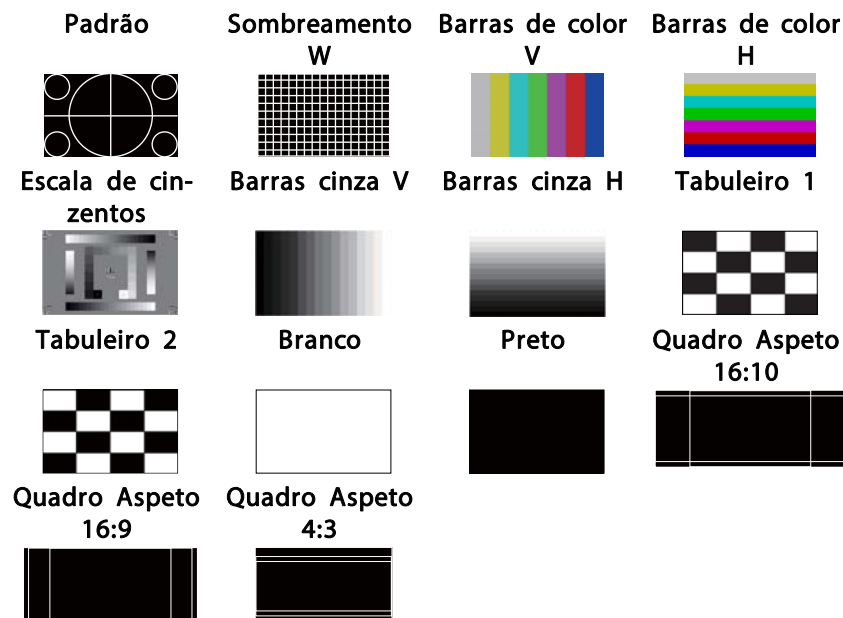 Padrão
Sombreamento W
Barras de color V
Barras de color H
Escala de cin-
zentos
Barras cinza V
Barras cinza H
Tabuleiro 1
Tabuleiro 2
Branco
Preto
Quadro Aspeto 16:10
Quadro Aspeto 16:9
Quadro Aspeto 4:3